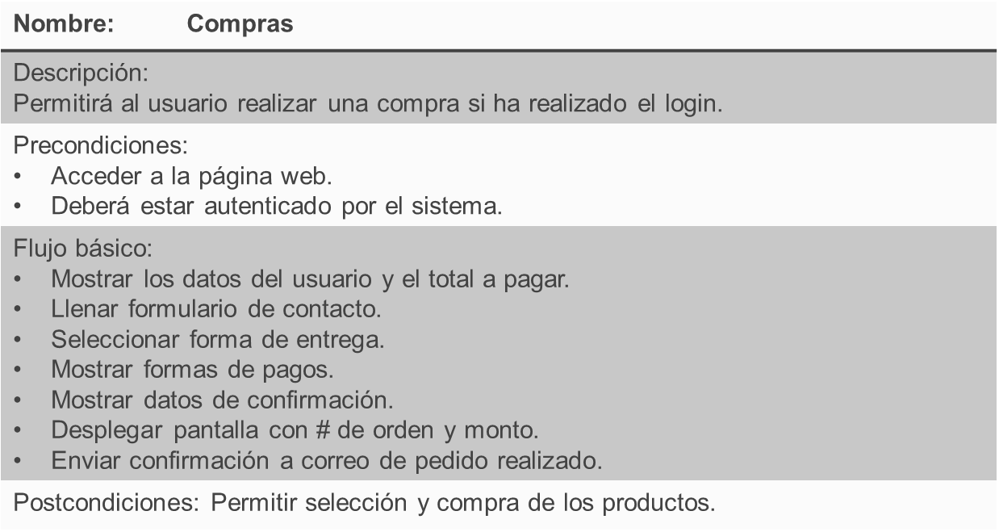 Nombre: Compras
Descripción:
Permitirá al usuario realizar una compra si ha realizado el login.
Precondiciones:
• Acceder a la página web.
• Deberá estar autenticado por el sistema.
Flujo básico:
• Mostrar los datos del usuario y el total a pagar.
• Llenar formulario de contacto.
• Seleccionar forma de entrega.
• Mostrar formas de pagos.
• Mostrar datos de confirmación.
• Desplegar pantalla con # de orden y monto.
• Enviar confirmación a correo de pedido realizado.
Postcondiciones: Permitir selección y compra de los productos.